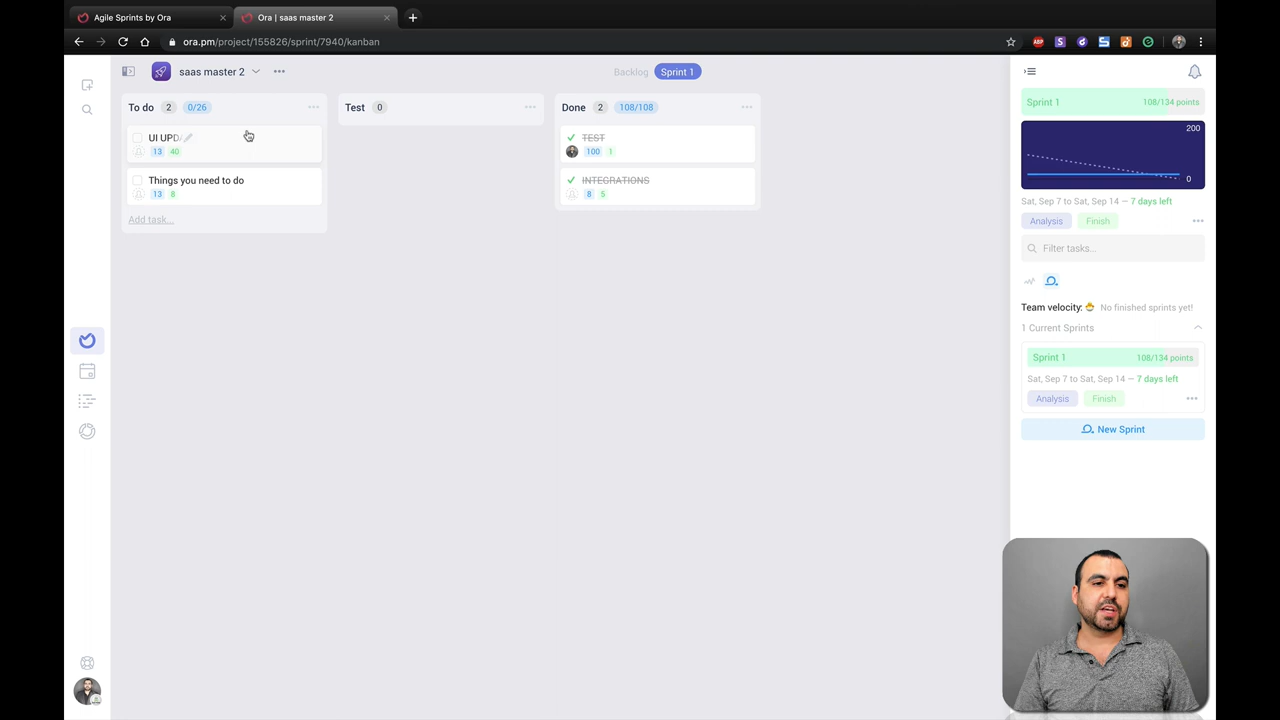 Agile Sprints by Ora
Ora | saas master 2
ora.pm/project/155826/sprint/7940/kanban
ABP
saas master 2
Backlog
Sprint 1
To do 2 0/26
UI UPD
13 40
Things you need to do
13 8
Add task...
Test 0
Done 2 108/108
TEST
100 1
INTEGRATIONS
8 5
Sprint 1 108/134 points
200
0
Sat, Sep 7 to Sat, Sep 14 — 7 days left
Analysis Finish
Filter tasks...
Team velocity: No finished sprints yet!
1 Current Sprints
Sprint 1 108/134 points
Sat, Sep 7 to Sat, Sep 14 — 7 days left
Analysis Finish
New Sprint